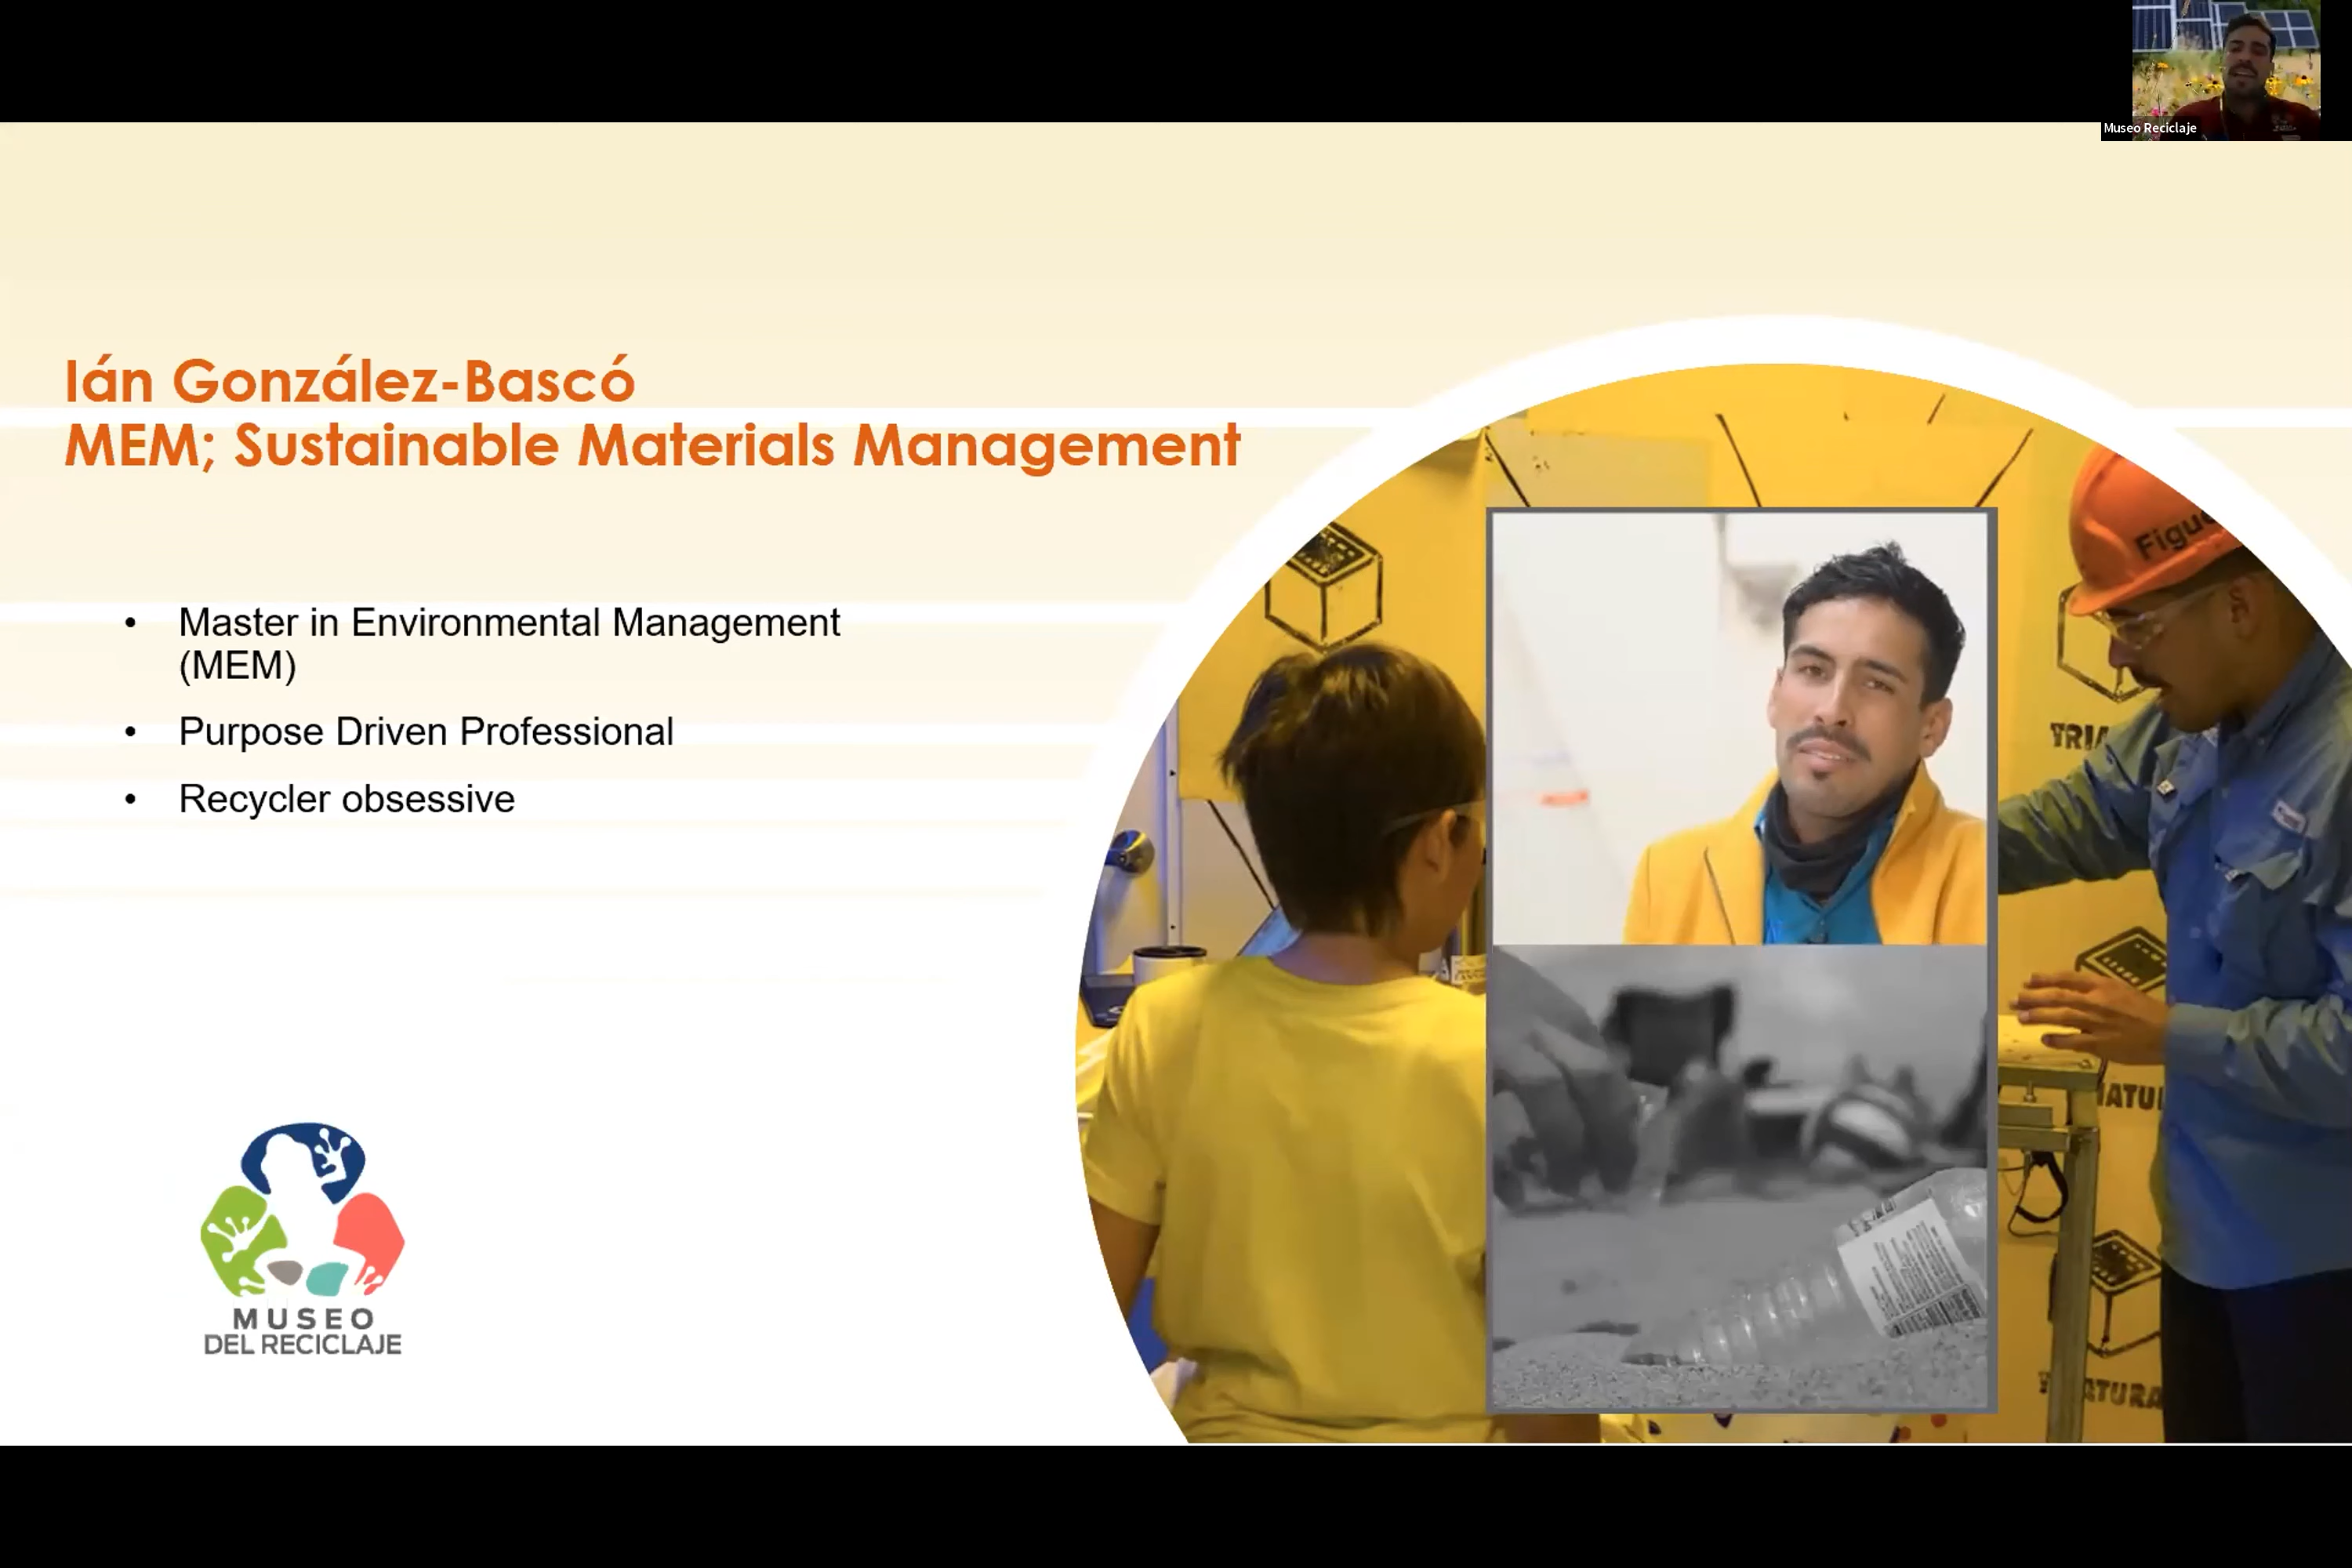 Museo Reciclaje
Ián González-Bascó
MEM; Sustainable Materials Management
• Master in Environmental Management
(MEM)
• Purpose Driven Professional
• Recycler obsessive
MUSEO
DEL RECICLAJE